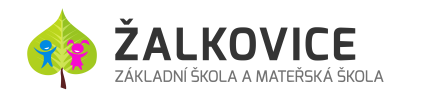 ŽALKOVICE
ZÁKLADNÍ ŠKOLA A MATEŘSKÁ ŠKOLA